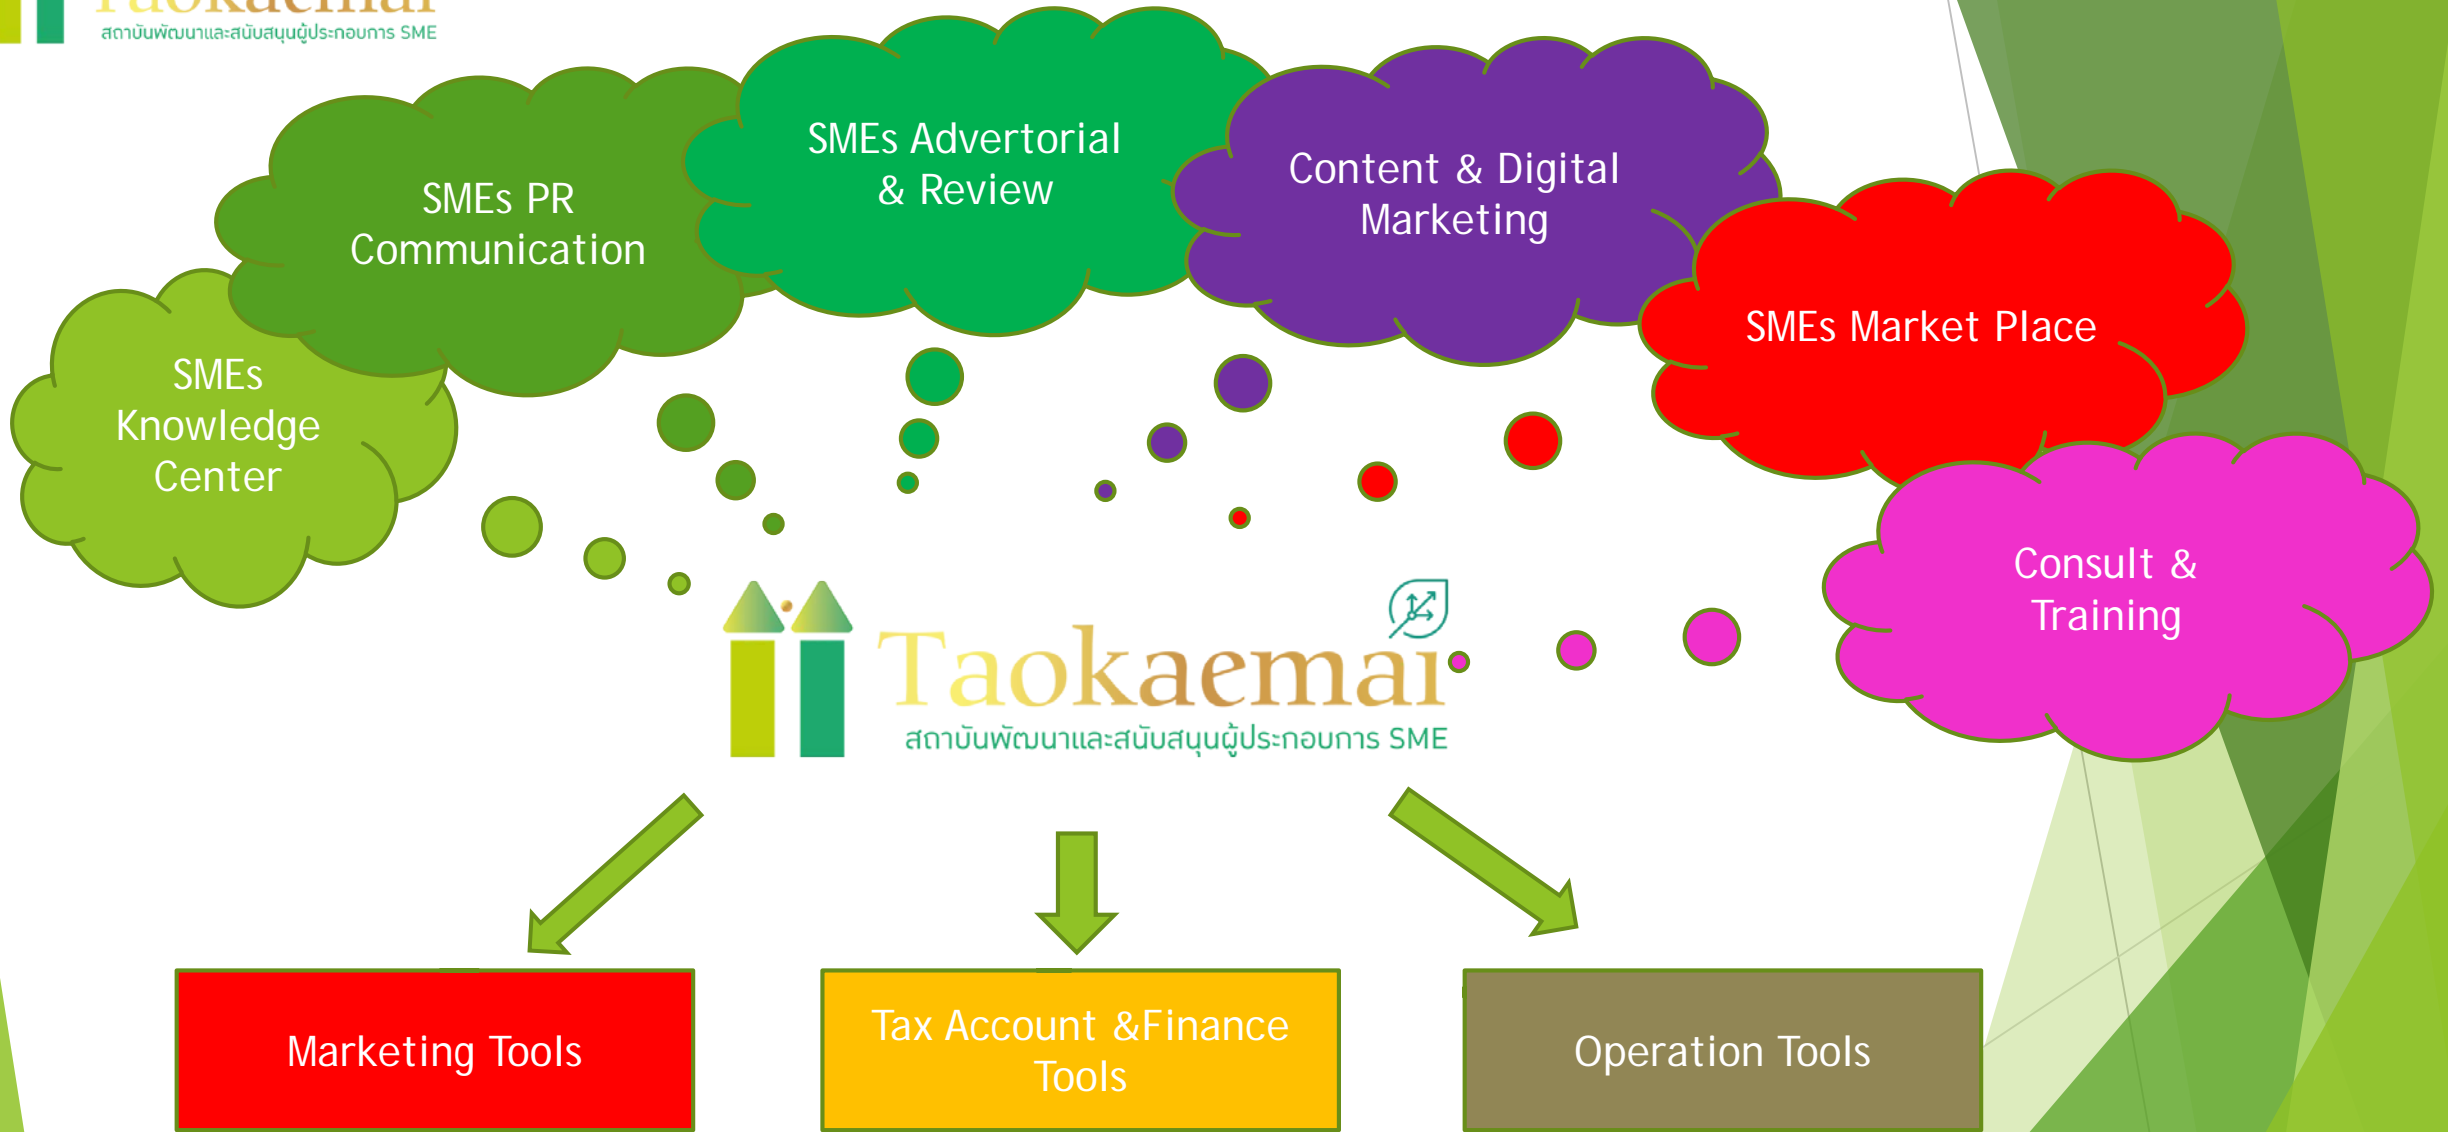 Taokaemai
สถาบันพัฒนาและสนับสนุนผู้ประกอบการ SME
SMEs Advertorial
& Review
Content & Digital
Marketing
SMEs PR
Communication
SMEs Market Place
SMEs
Knowledge
Center
Consult &
Training
Taokaemai
สถาบันพัฒนาและสนับสนุนผู้ประกอบการ SME
Marketing Tools
Tax Account &Finance
Tools
Operation Tools